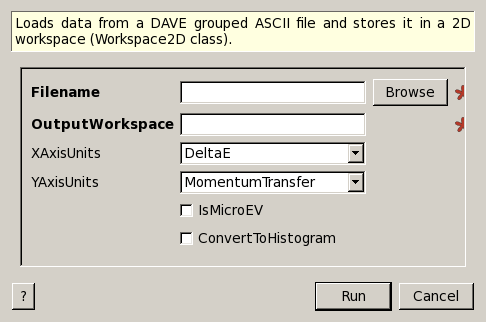 Loads data from a DAVE grouped ASCII file and stores it in a 2D
workspace (Workspace2D class).
Filename
Browse
OutputWorkspace
XAxisUnits DeltaE
YAxisUnits MomentumTransfer
IsMicroEV
ConvertToHistogram
? Run Cancel